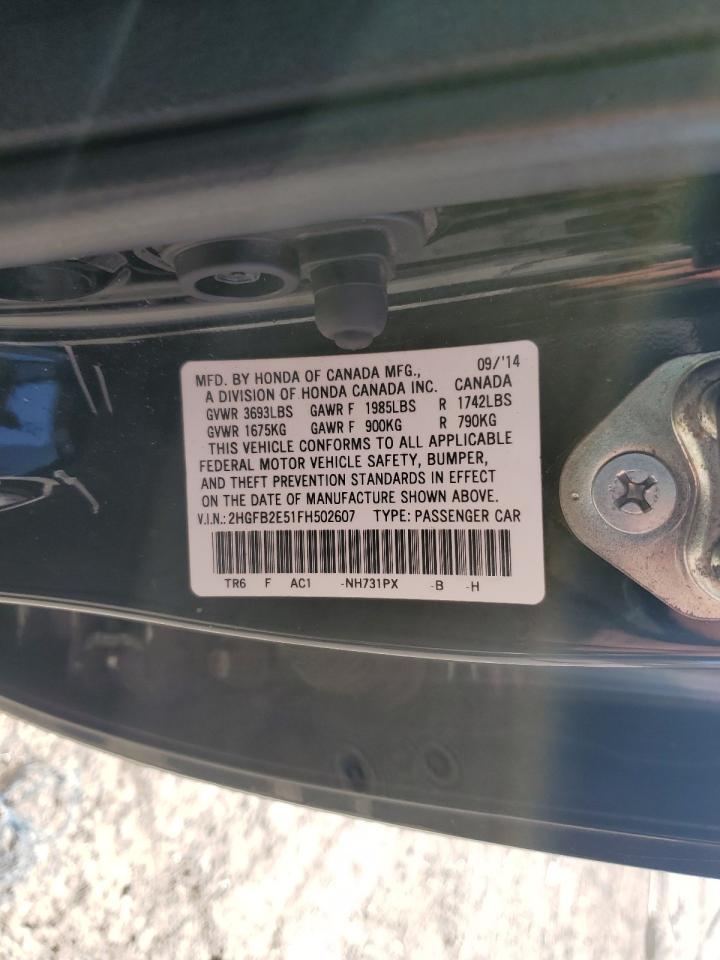 MFD. BY HONDA OF CANADA MFG., 09/'14
A DIVISION OF HONDA CANADA INC. CANADA
GVWR 3693LBS GAWR F 1985LBS R 1742LBS
GVWR 1675KG GAWR F 900KG R 790KG
THIS VEHICLE CONFORMS TO ALL APPLICABLE
FEDERAL MOTOR VEHICLE SAFETY, BUMPER,
AND THEFT PREVENTION STANDARDS IN EFFECT
ON THE DATE OF MANUFACTURE SHOWN ABOVE.
V.I.N.: 2HGFB2E51FH502607 TYPE: PASSENGER CAR
TR6 F AC1 -NH731PX -B -H